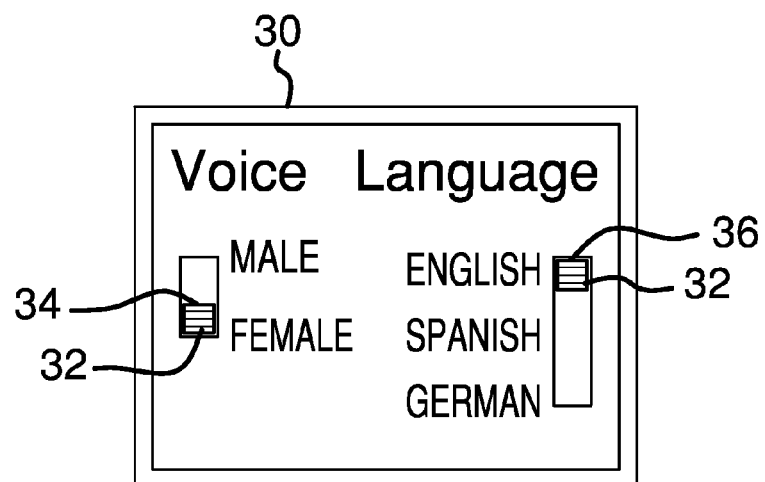 30
Voice Language
MALE
ENGLISH
36
34
32
FEMALE
SPANISH
32
GERMAN